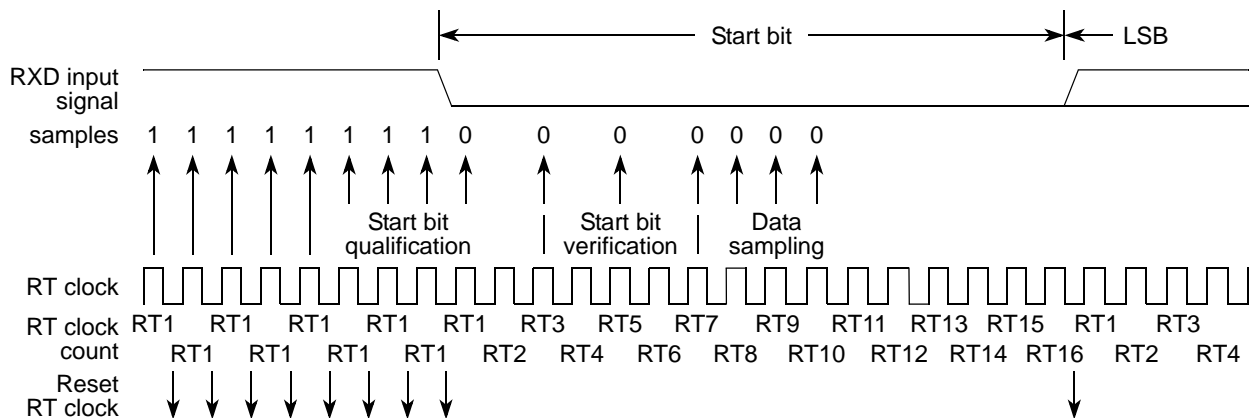 Start bit
LSB
RXD input
signal
samples 1 1 1 1 1 1 1 1 0 0 0 0 0 0 0
Start bit
qualification
Start bit
verification
Data
sampling
RT clock
RT clock
count
RT1 RT1 RT1 RT1 RT1 RT3 RT5 RT7 RT9 RT11 RT13 RT15 RT1 RT3
RT1 RT1 RT1 RT1 RT2 RT4 RT6 RT8 RT10 RT12 RT14 RT16 RT2 RT4
Reset
RT clock